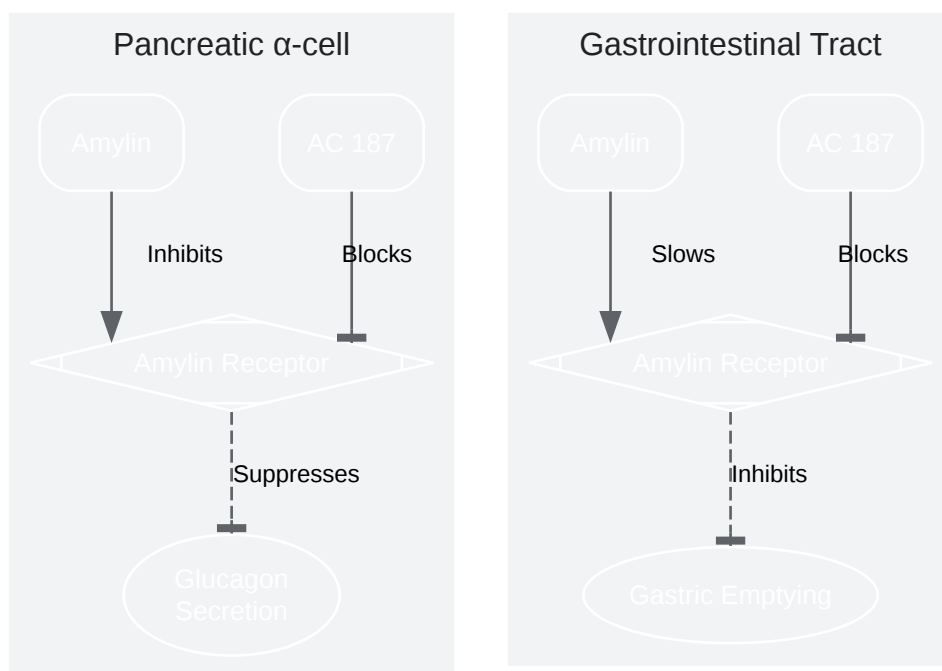 Pancreatic α-cell
Amylin
AC 187
Inhibits
Blocks
Amylin Receptor
Suppresses
Glucagon
Secretion
Gastrointestinal Tract
Amylin
AC 187
Slows
Blocks
Amylin Receptor
Inhibits
Gastric Emptying